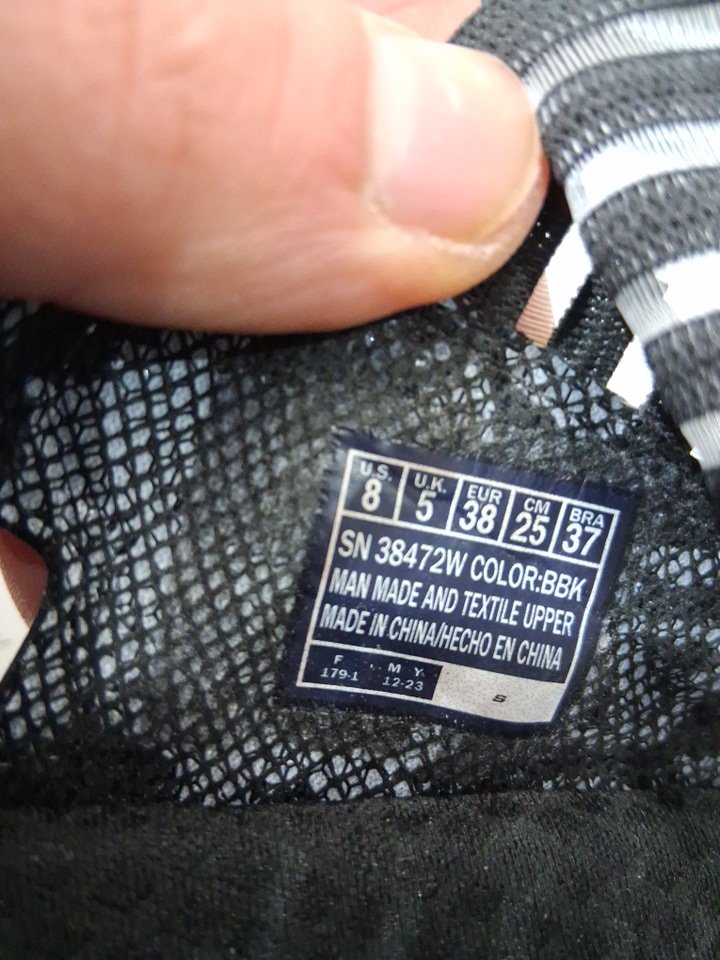 U.S. U.K. EUR CM BRA
8 5 38 25 37
SN 38472W COLOR:BBK
MAN MADE AND TEXTILE UPPER
MADE IN CHINA/HECHO EN CHINA
F M Y
179-1 12-23
S